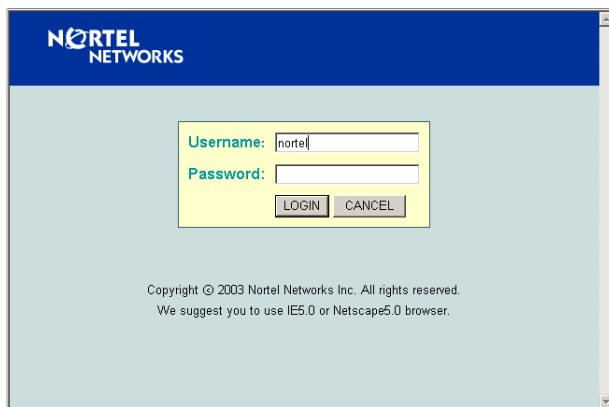 NORTEL
NETWORKS
Username: nortel
Password:
LOGIN CANCEL
Copyright © 2003 Nortel Networks Inc. All rights reserved.
We suggest you to use IE5.0 or Netscape5.0 browser.